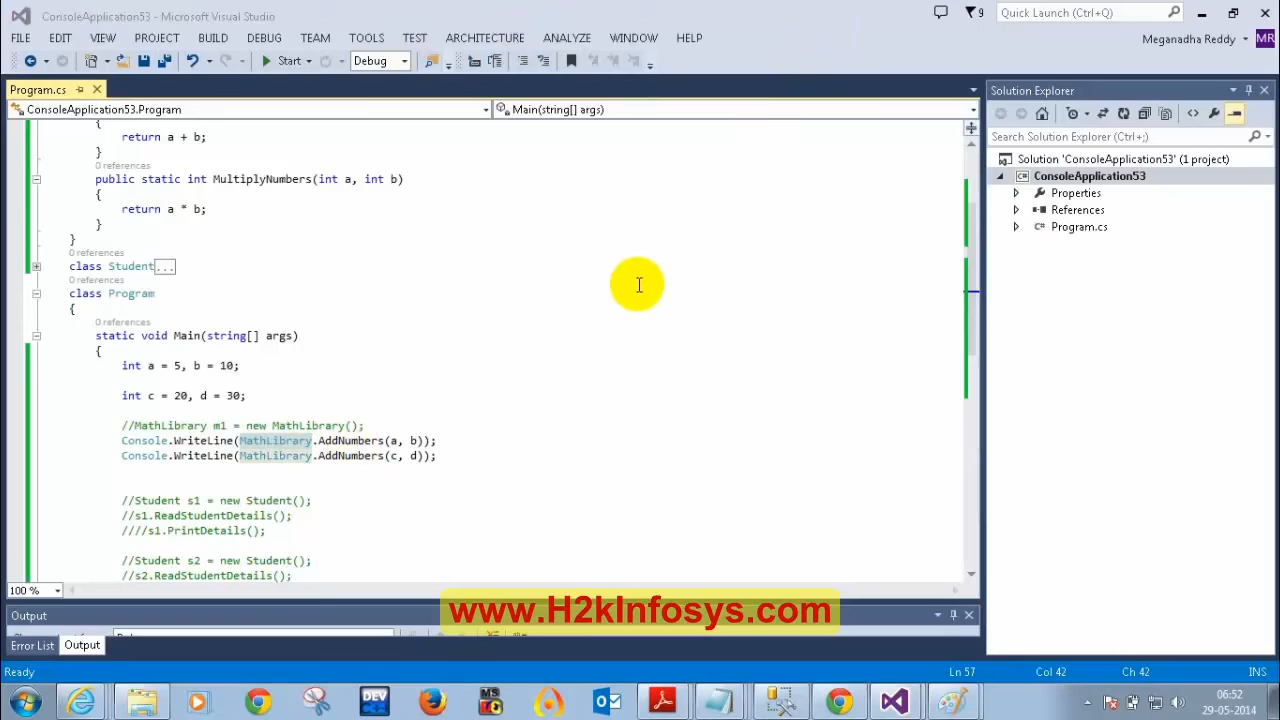 ConsoleApplication53 - Microsoft Visual Studio
9
Quick Launch (Ctrl+Q)
FILE EDIT VIEW PROJECT BUILD DEBUG TEAM TOOLS TEST ARCHITECTURE ANALYZE WINDOW HELP
Meganadha Reddy MR
Start Debug
Program.cs
ConsoleApplication53.Program
Main(string[] args)
{
return a + b;
}
0 references
public static int MultiplyNumbers(int a, int b)
{
return a * b;
}
}
0 references
class Student...
0 references
class Program
{
0 references
static void Main(string[] args)
{
int a = 5, b = 10;
int c = 20, d = 30;
//MathLibrary m1 = new MathLibrary();
Console.WriteLine(MathLibrary.AddNumbers(a, b));
Console.WriteLine(MathLibrary.AddNumbers(c, d));
//Student s1 = new Student();
//s1.ReadStudentDetails();
////s1.PrintDetails();
//Student s2 = new Student();
//s2.ReadStudentDetails();
100 %
Solution Explorer
Search Solution Explorer (Ctrl+;)
Solution 'ConsoleApplication53' (1 project)
ConsoleApplication53
Properties
References
Program.cs
Output
www.H2kInfosys.com
Error List Output
Ready
Ln 57 Col 42 Ch 42 INS
DEV
MS
06:52
29-05-2014